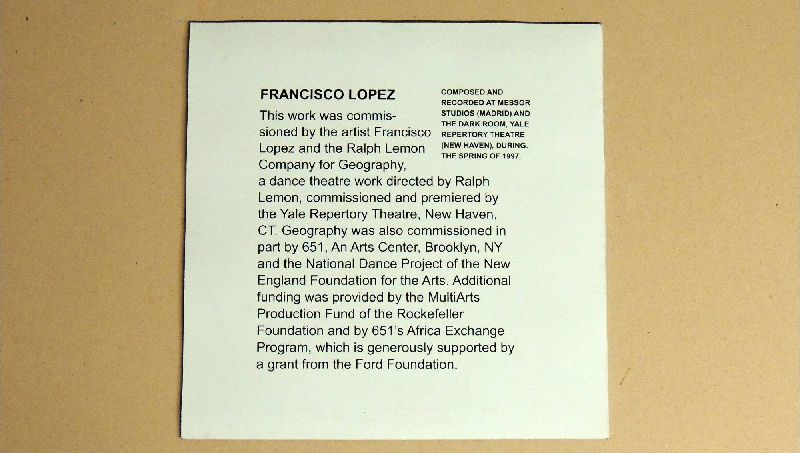 FRANCISCO LOPEZ
This work was commis-
sioned by the artist Francisco
Lopez and the Ralph Lemon
Company for Geography,
a dance theatre work directed by Ralph
Lemon, commissioned and premiered by
the Yale Repertory Theatre, New Haven,
CT. Geography was also commissioned in
part by 651, An Arts Center, Brooklyn, NY
and the National Dance Project of the New
England Foundation for the Arts. Additional
funding was provided by the MultiArts
Production Fund of the Rockefeller
Foundation and by 651's Africa Exchange
Program, which is generously supported by
a grant from the Ford Foundation.
COMPOSED AND
RECORDED AT MESSOR
STUDIOS (MADRID) AND
THE DARK ROOM, YALE
REPERTORY THEATRE
(NEW HAVEN), DURING.
THE SPRING OF 1997.